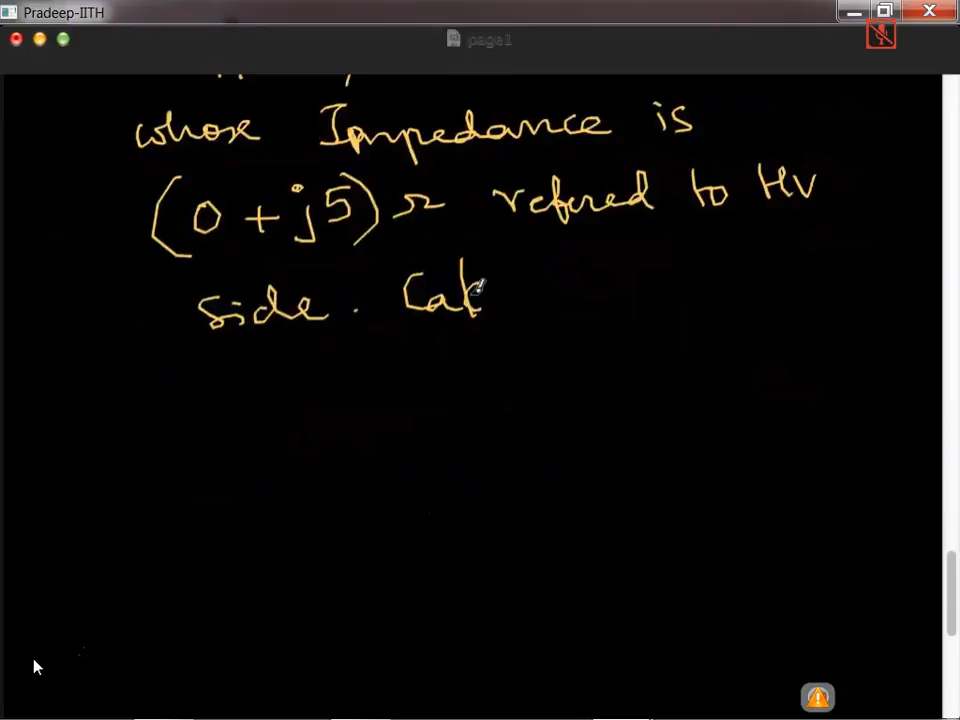 Pradeep-IITH
page1
whose Impedance is
(0 + j5) Ω refered to HV
side. Cal